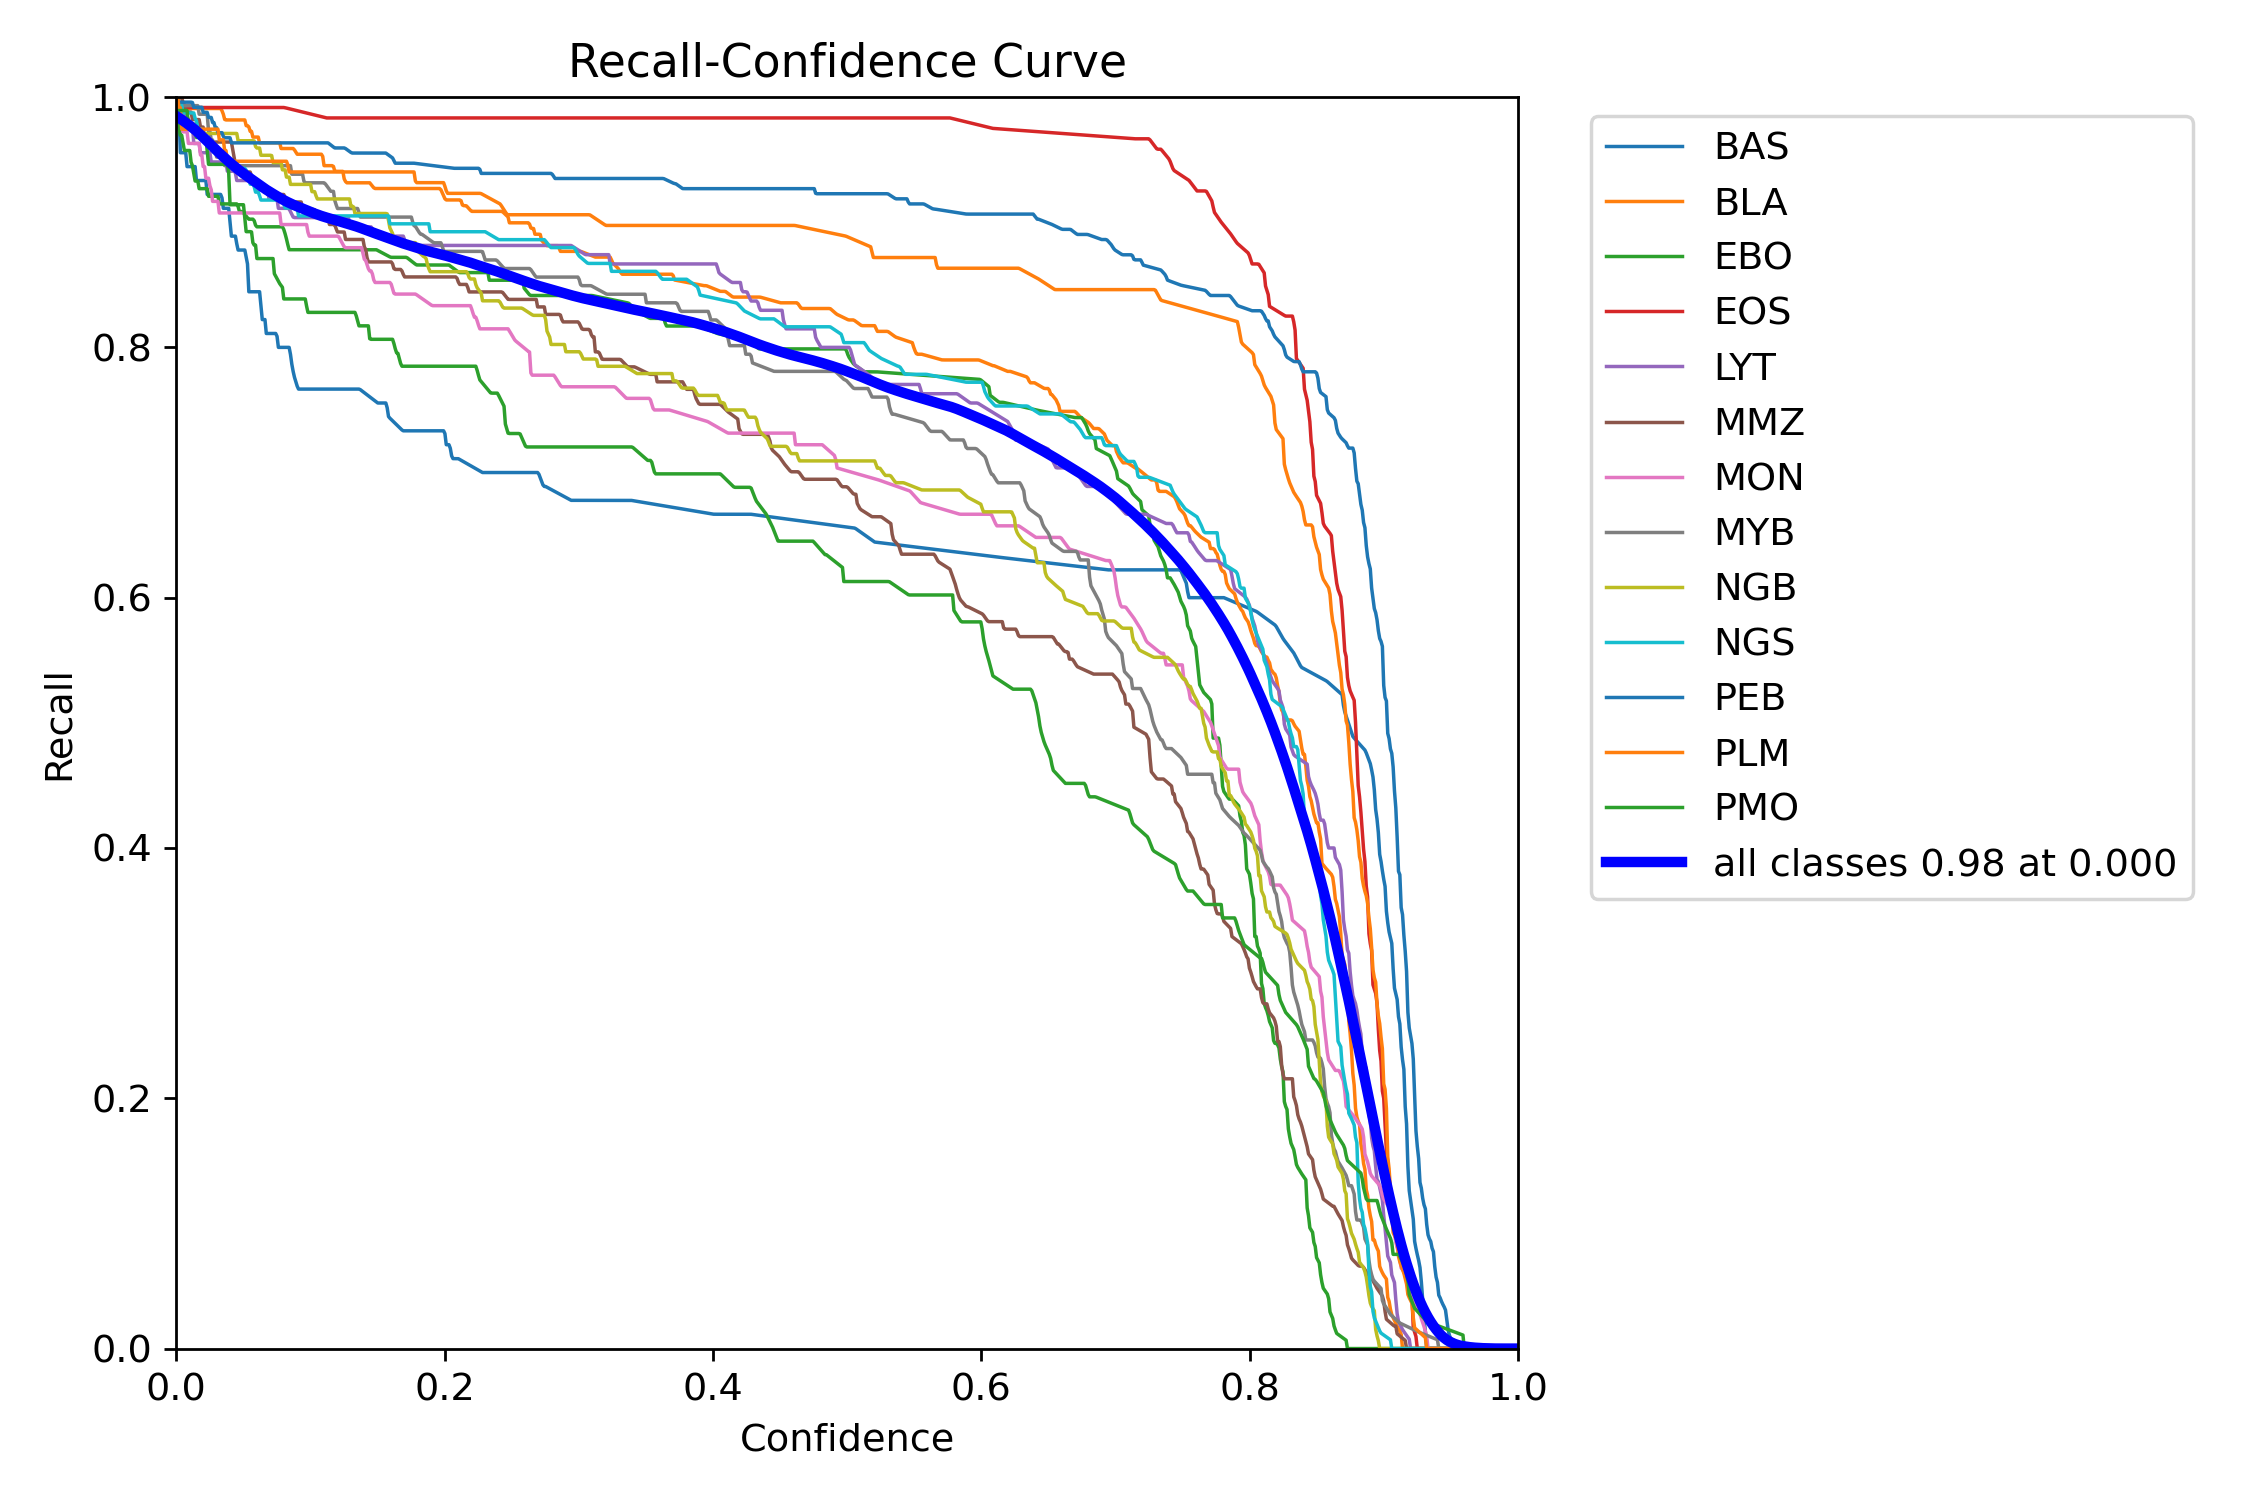 Recall-Confidence Curve
1.0
0.8
0.6
0.4
0.2
0.0
Recall
0.0 0.2 0.4 0.6 0.8 1.0
Confidence
BAS
BLA
EBO
EOS
LYT
MMZ
MON
MYB
NGB
NGS
PEB
PLM
PMO
all classes 0.98 at 0.000